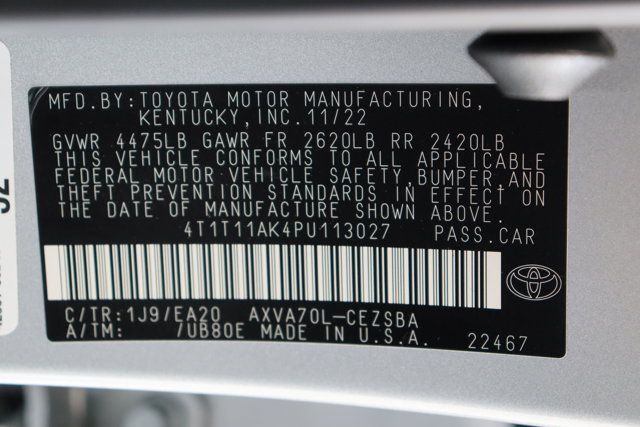 MFD.BY:TOYOTA MOTOR MANUFACTURING,
KENTUCKY, INC.11/22
GVWR 4475LB GAWR FR 2620LB RR 2420LB
THIS VEHICLE CONFORMS TO ALL APPLICABLE
FEDERAL MOTOR VEHICLE SAFETY, BUMPER,AND
THEFT PREVENTION STANDARDS IN EFFECT ON
THE DATE OF MANUFACTURE SHOWN ABOVE.
4T1T11AK4PU113027 PASS.CAR
C/TR:1J9/EA20 AXVA70L-CEZSBA
A/TM: /UB80E MADE IN U.S.A. 22467